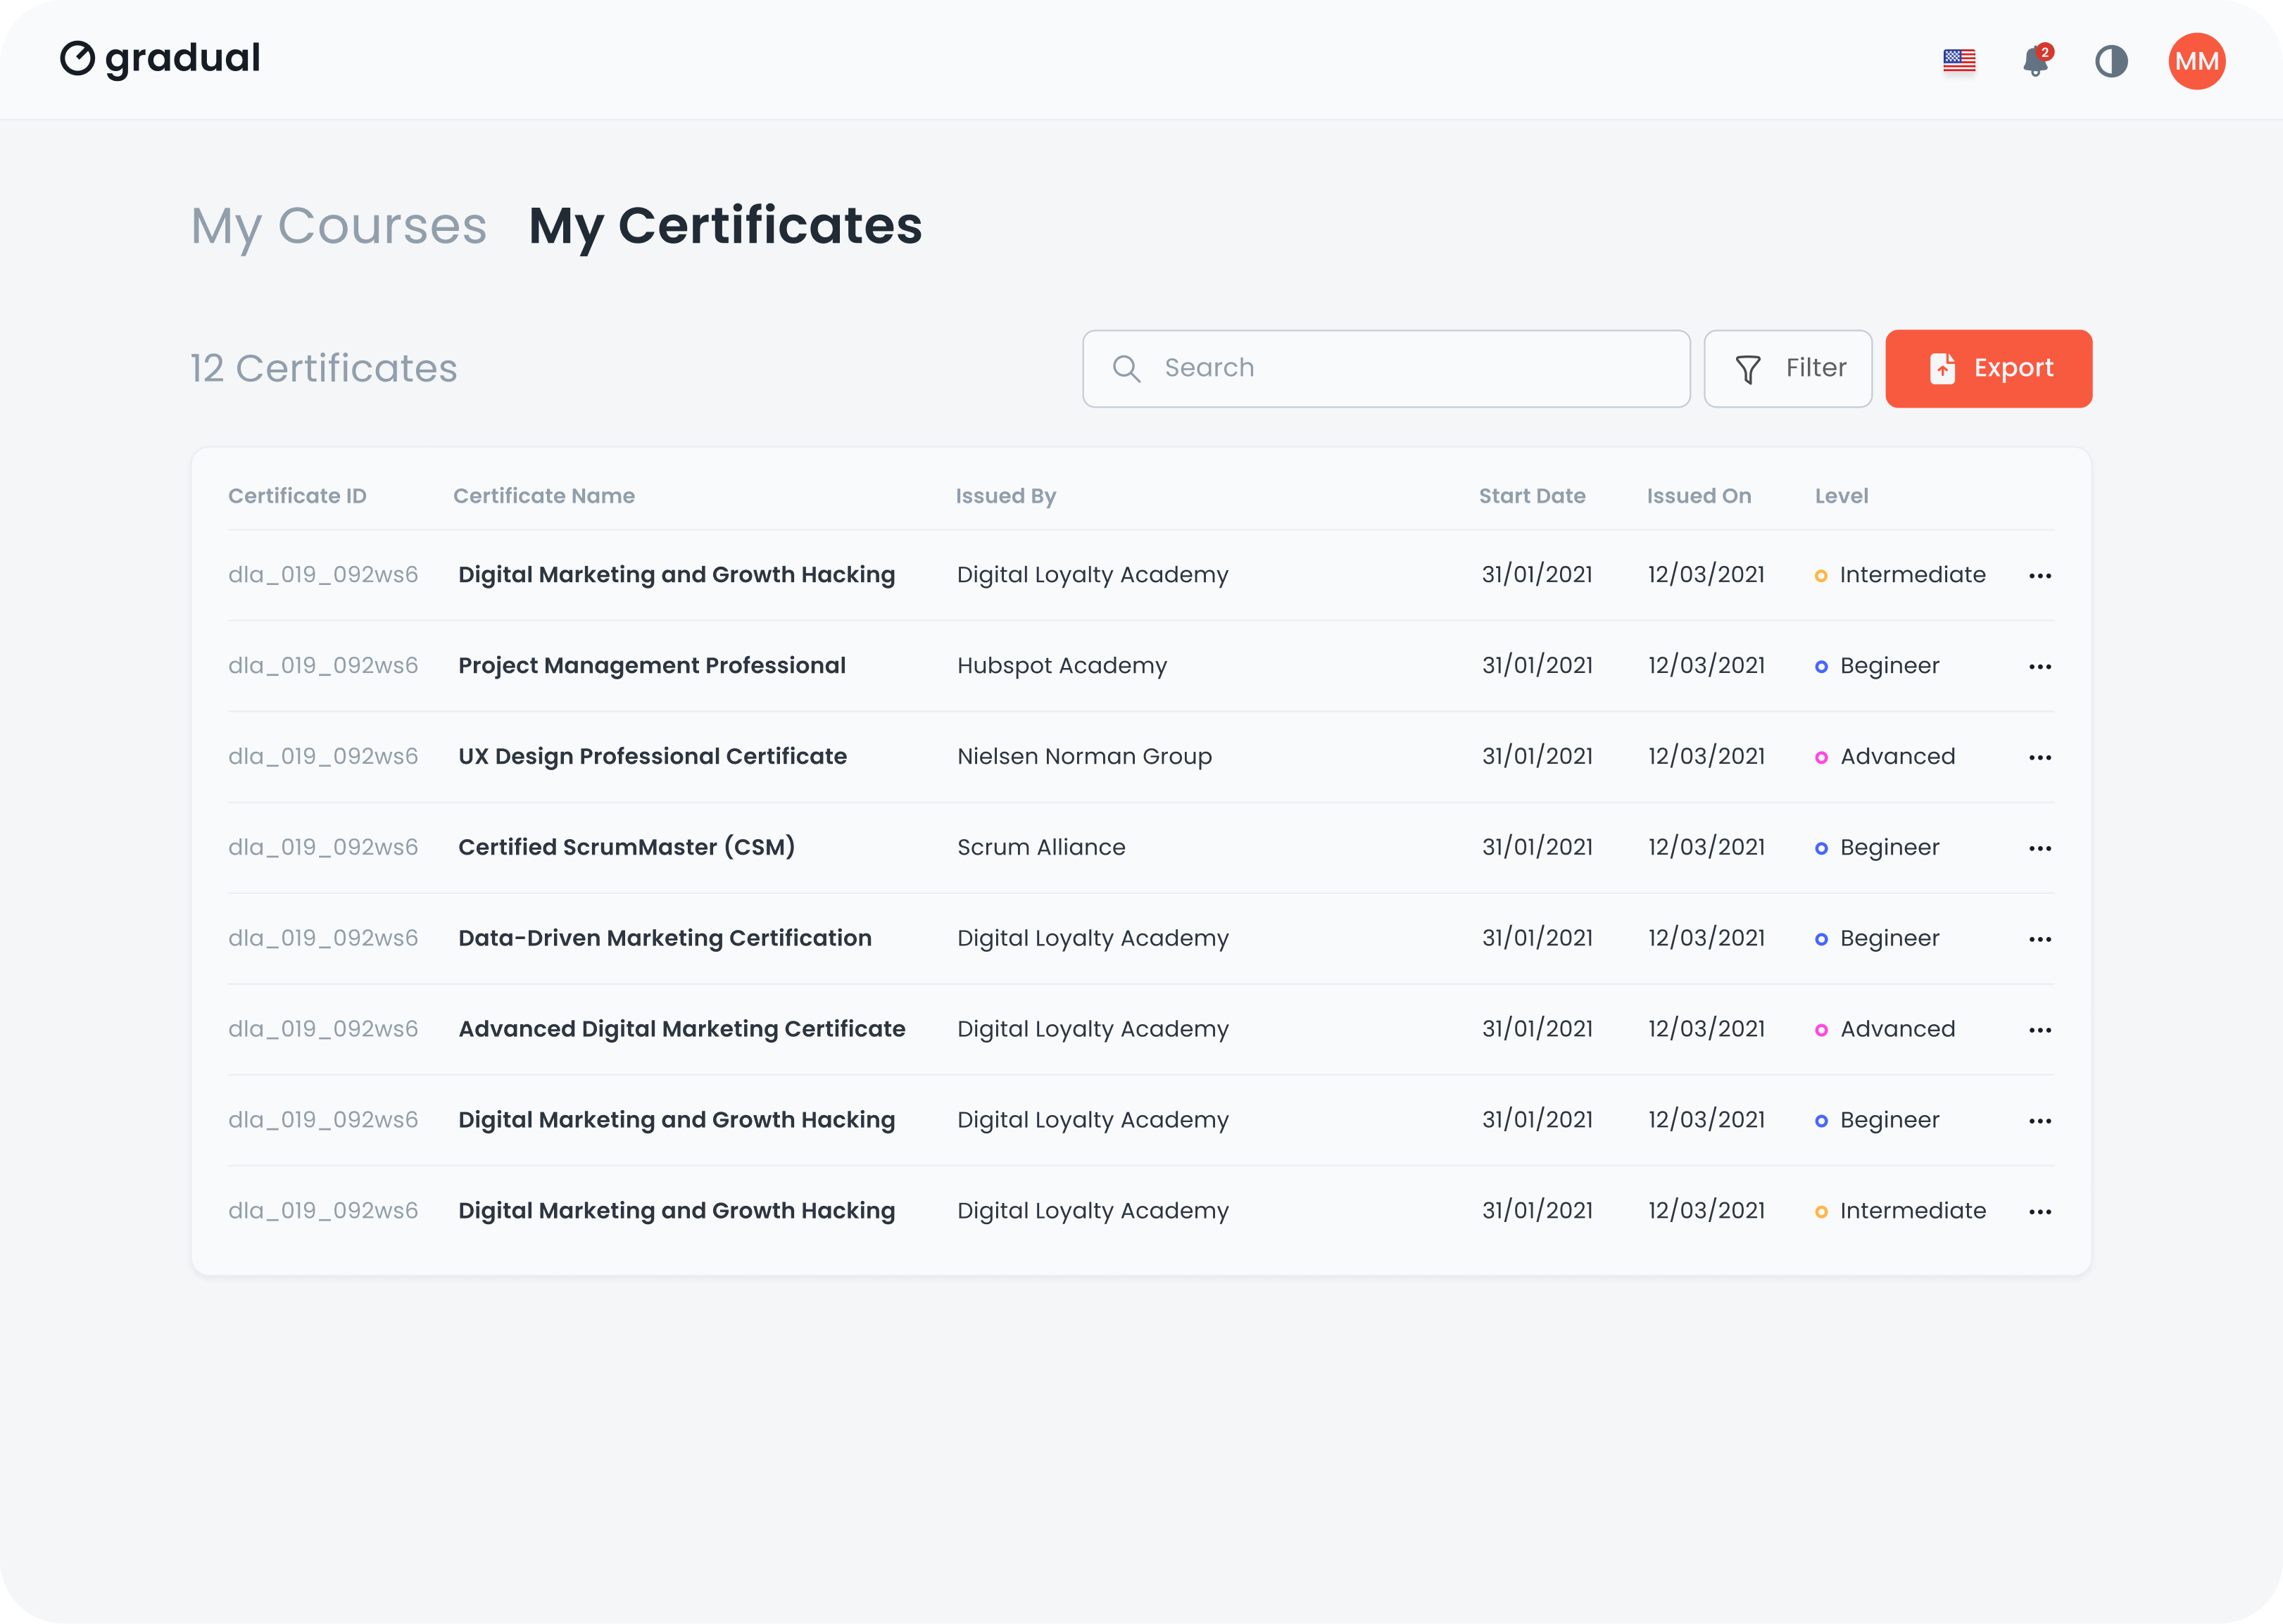 gradual
2
MM
My Courses My Certificates
12 Certificates
Search
Filter
Export
Certificate ID Certificate Name Issued By Start Date Issued On Level
dla_019_092ws6 Digital Marketing and Growth Hacking Digital Loyalty Academy 31/01/2021 12/03/2021 Intermediate
dla_019_092ws6 Project Management Professional Hubspot Academy 31/01/2021 12/03/2021 Begineer
dla_019_092ws6 UX Design Professional Certificate Nielsen Norman Group 31/01/2021 12/03/2021 Advanced
dla_019_092ws6 Certified ScrumMaster (CSM) Scrum Alliance 31/01/2021 12/03/2021 Begineer
dla_019_092ws6 Data-Driven Marketing Certification Digital Loyalty Academy 31/01/2021 12/03/2021 Begineer
dla_019_092ws6 Advanced Digital Marketing Certificate Digital Loyalty Academy 31/01/2021 12/03/2021 Advanced
dla_019_092ws6 Digital Marketing and Growth Hacking Digital Loyalty Academy 31/01/2021 12/03/2021 Begineer
dla_019_092ws6 Digital Marketing and Growth Hacking Digital Loyalty Academy 31/01/2021 12/03/2021 Intermediate